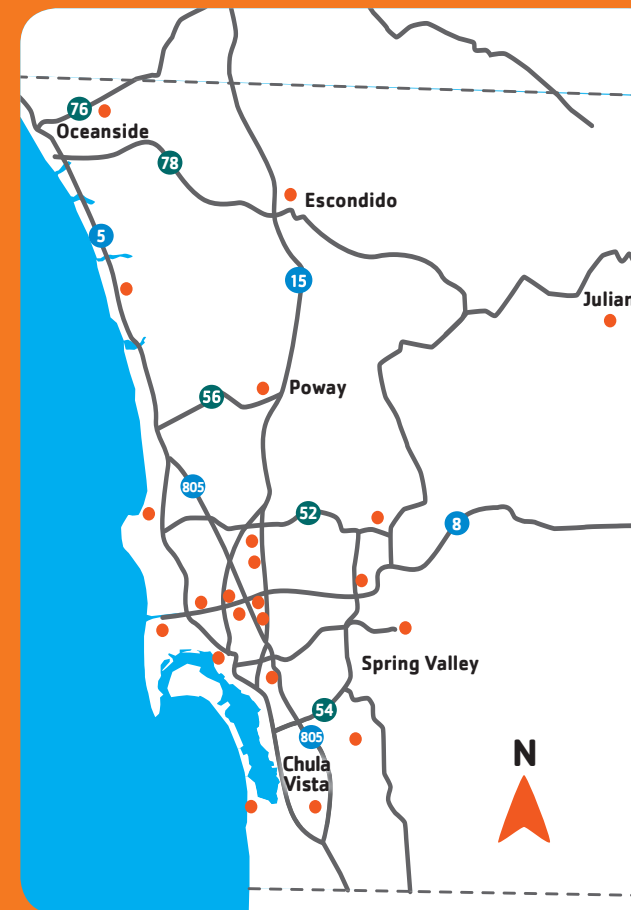 76
Oceanside
78
Escondido
5
15
Julian
56
Poway
805
52
8
Spring Valley
54
805
Chula
Vista
N